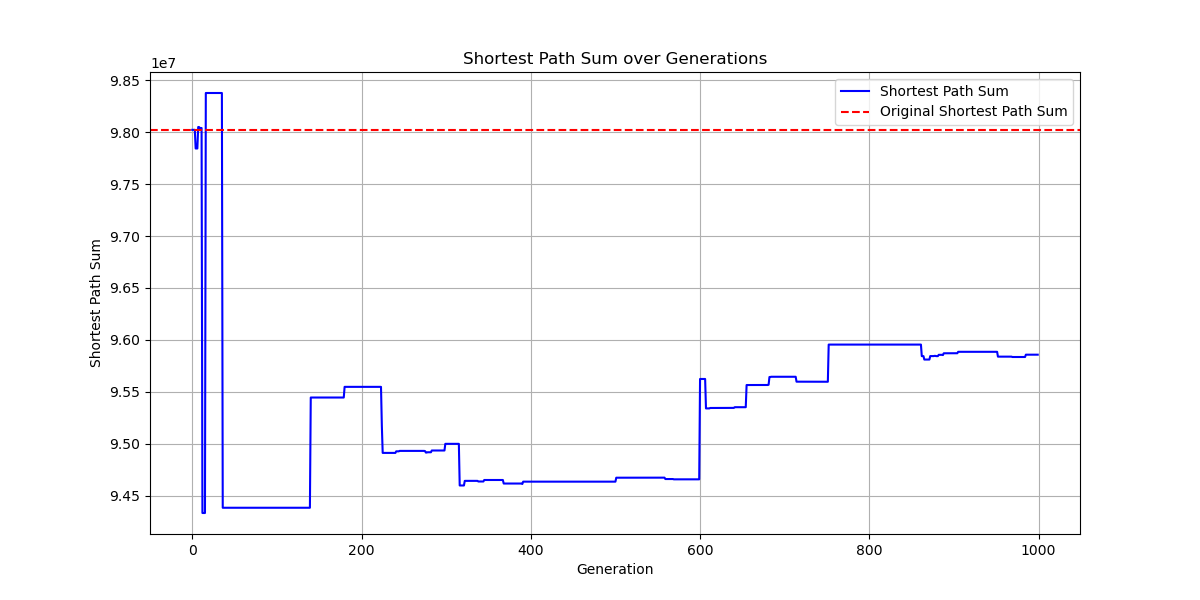 Shortest Path Sum over Generations
1e7
Shortest Path Sum
Original Shortest Path Sum
9.85
9.80
9.75
9.70
9.65
9.60
9.55
9.50
9.45
Shortest Path Sum
0 200 400 600 800 1000
Generation